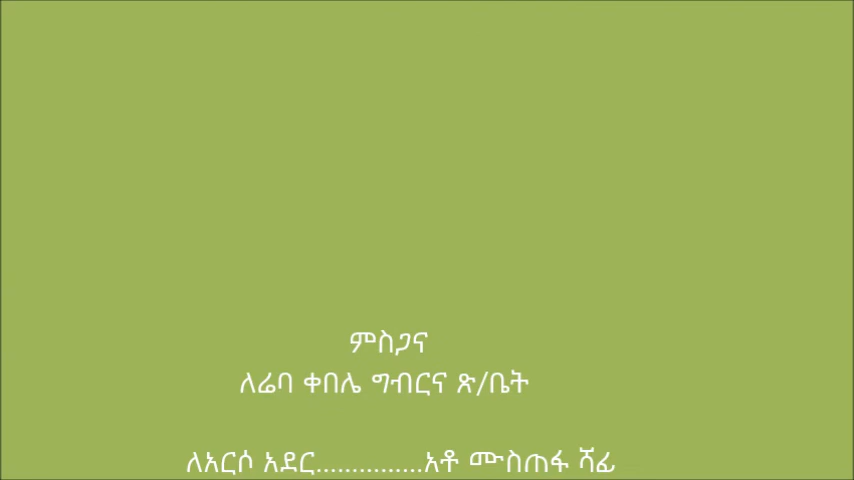 ምስጋና
ለሬባ ቀበሌ ግብርና ጽ/ቤት
ለአርሶ አደር...............አቶ ሙስጠፋ ሻፊ